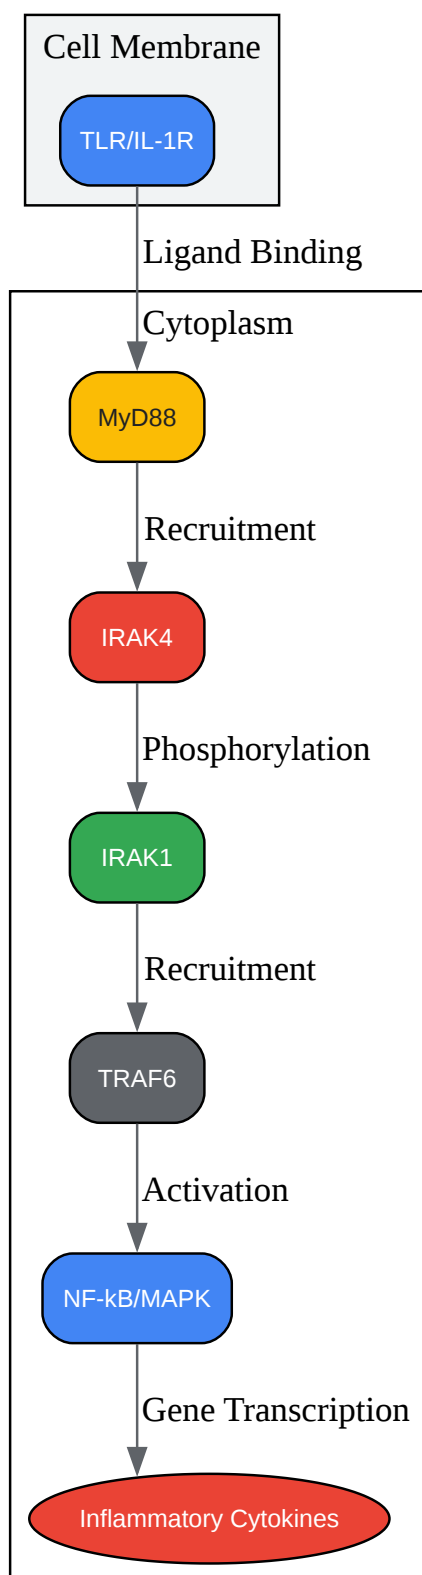 Cell Membrane
TLR/IL-1R
Ligand Binding
Cytoplasm
MyD88
Recruitment
IRAK4
Phosphorylation
IRAK1
Recruitment
TRAF6
Activation
NF-kB/MAPK
Gene Transcription
Inflammatory Cytokines